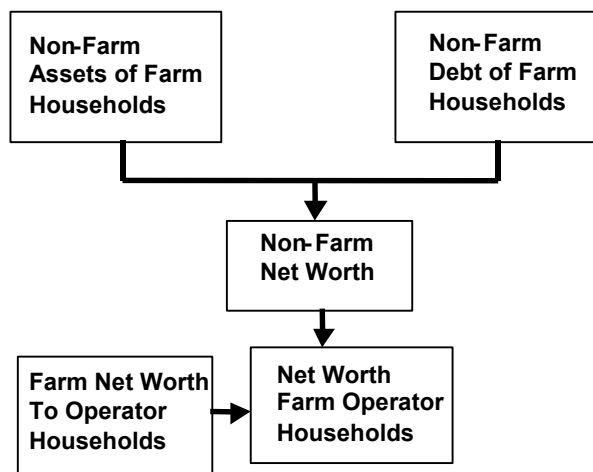 Non-Farm
Assets of Farm
Households
Non-Farm
Debt of Farm
Households
Non-Farm
Net Worth
Farm Net Worth
To Operator
Households
Net Worth
Farm Operator
Households